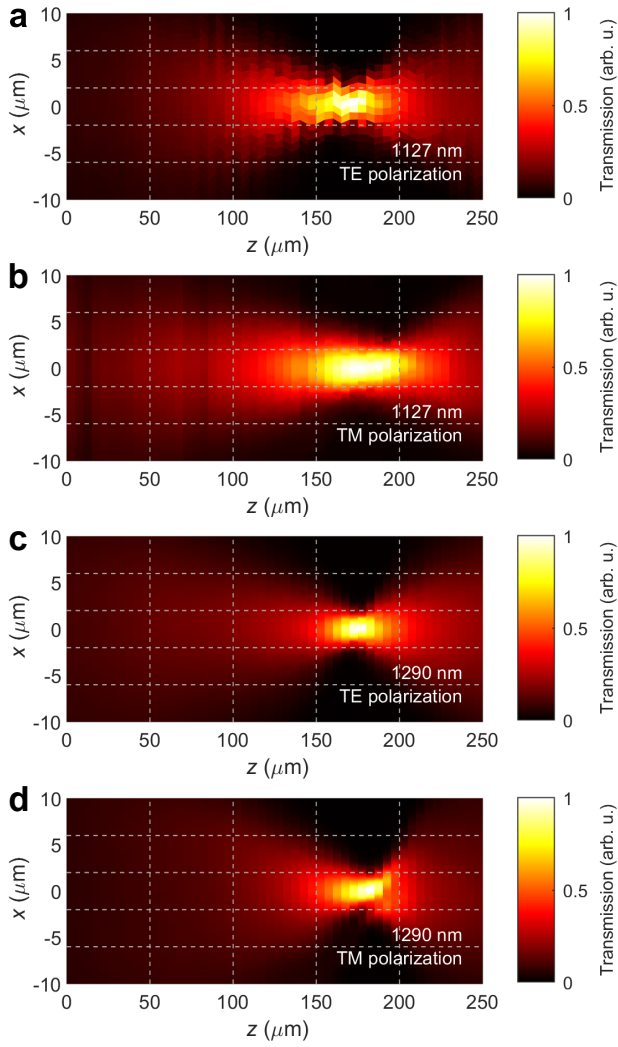 a
10
5
0
-5
-10
x (μm)
1127 nm
TE polarization
0 50 100 150 200 250
z (μm)
1
0.5
0
Transmission (arb. u.)
b
10
5
0
-5
-10
x (μm)
1127 nm
TM polarization
0 50 100 150 200 250
z (μm)
1
0.5
0
Transmission (arb. u.)
c
10
5
0
-5
-10
x (μm)
1290 nm
TE polarization
0 50 100 150 200 250
z (μm)
1
0.5
0
Transmission (arb. u.)
d
10
5
0
-5
-10
x (μm)
1290 nm
TM polarization
0 50 100 150 200 250
z (μm)
1
0.5
0
Transmission (arb. u.)